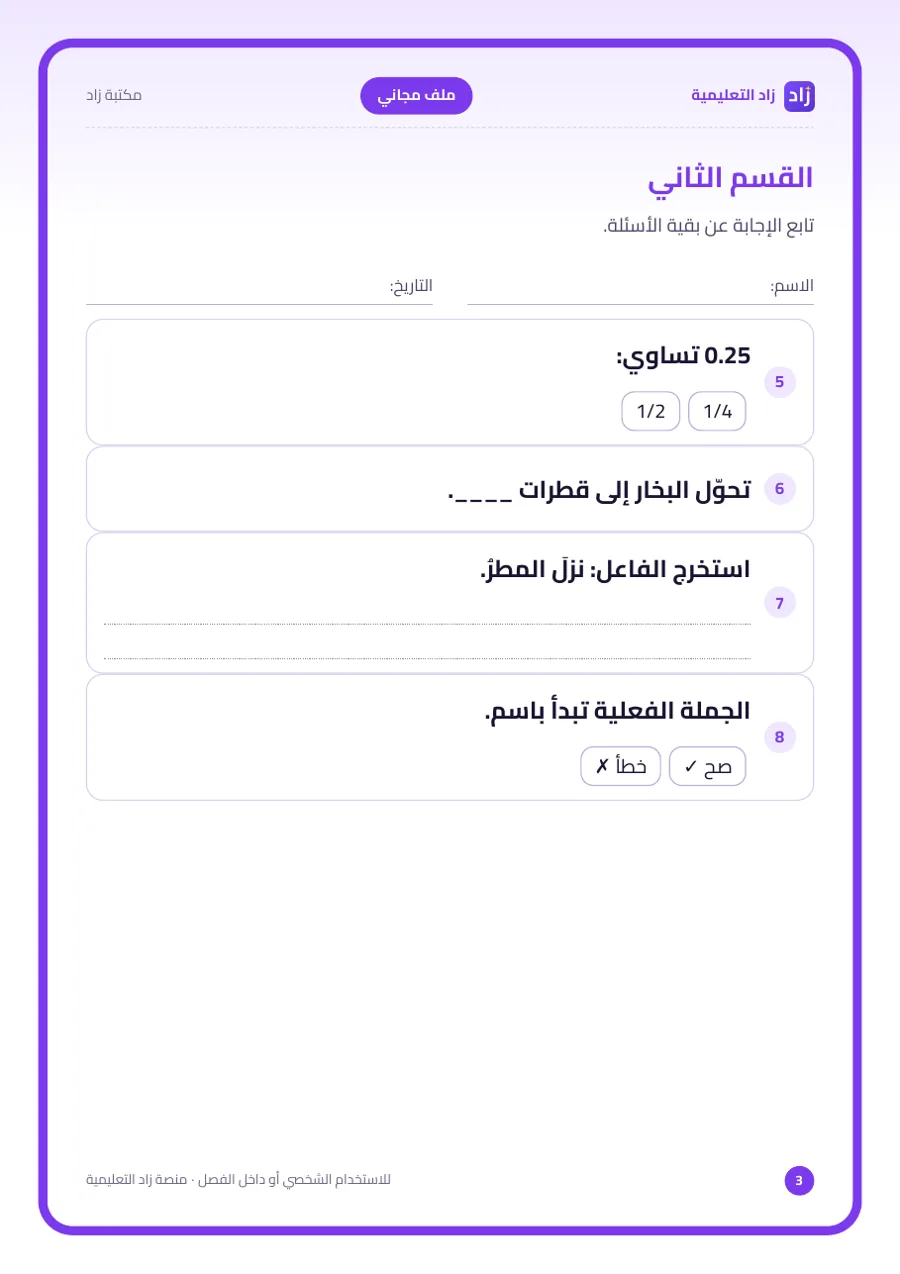 زاد زاد التعليمية
ملف مجاني
مكتبة زاد
القسم الثاني
تابع الإجابة عن بقية الأسئلة.
الاسم:
التاريخ:
5
0.25 تساوي:
1/4
1/2
6
تحوّل البخار إلى قطرات ____.
7
استخرج الفاعل: نزلَ المطرُ.
8
الجملة الفعلية تبدأ باسم.
صح ✓
خطأ ✗
3
للاستخدام الشخصي أو داخل الفصل · منصة زاد التعليمية